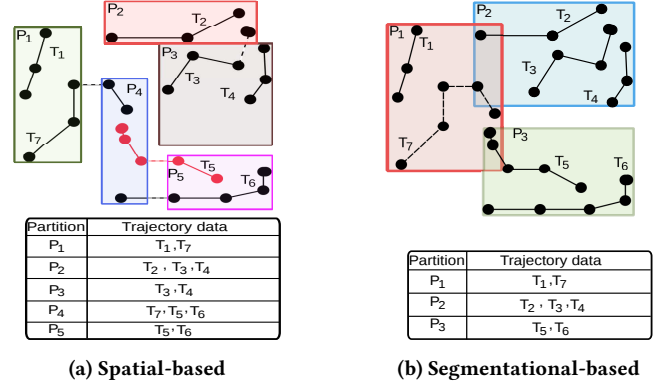 P1
T1
T7
P2
T2
P3
T3
T4
P4
P5
T5
T6
Partition Trajectory data
P1 T1,T7
P2 T2 , T3,T4
P3 T3,T4
P4 T7,T5,T6
P5 T5,T6
(a) Spatial-based
P1
T1
T7
P2
T2
T3
T4
P3
T5
T6
Partition Trajectory data
P1 T1,T7
P2 T2 , T3,T4
P3 T5,T6
(b) Segmentational-based